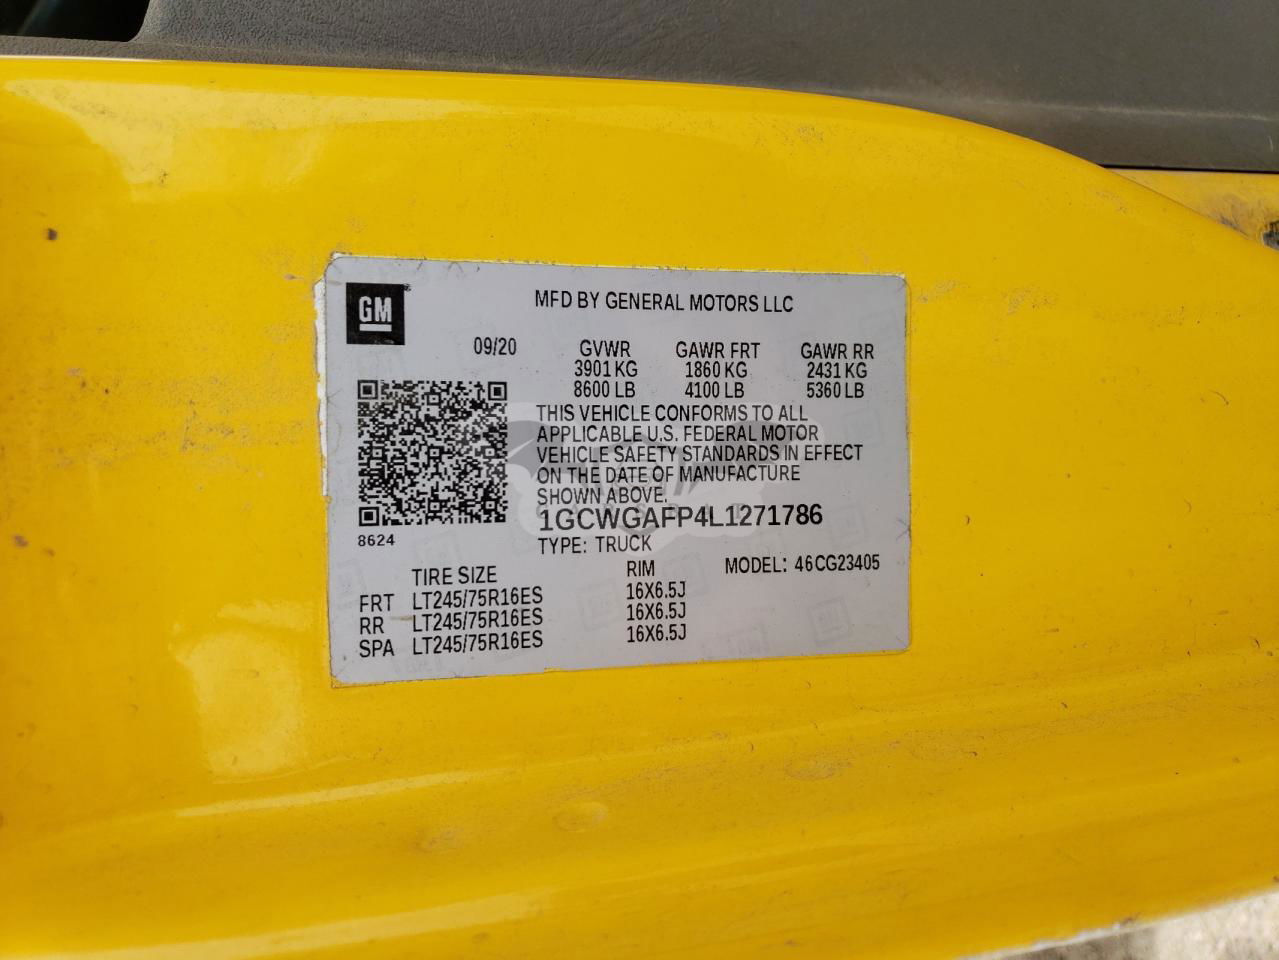 GM
MFD BY GENERAL MOTORS LLC
09/20 GVWR GAWR FRT GAWR RR
3901 KG 1860 KG 2431 KG
8600 LB 4100 LB 5360 LB
THIS VEHICLE CONFORMS TO ALL
APPLICABLE U.S. FEDERAL MOTOR
VEHICLE SAFETY STANDARDS IN EFFECT
ON THE DATE OF MANUFACTURE
SHOWN ABOVE.
1GCWGAFP4L1271786
8624
TYPE: TRUCK
MODEL: 46CG23405
TIRE SIZE RIM
FRT LT245/75R16ES 16X6.5J
RR LT245/75R16ES 16X6.5J
SPA LT245/75R16ES 16X6.5J